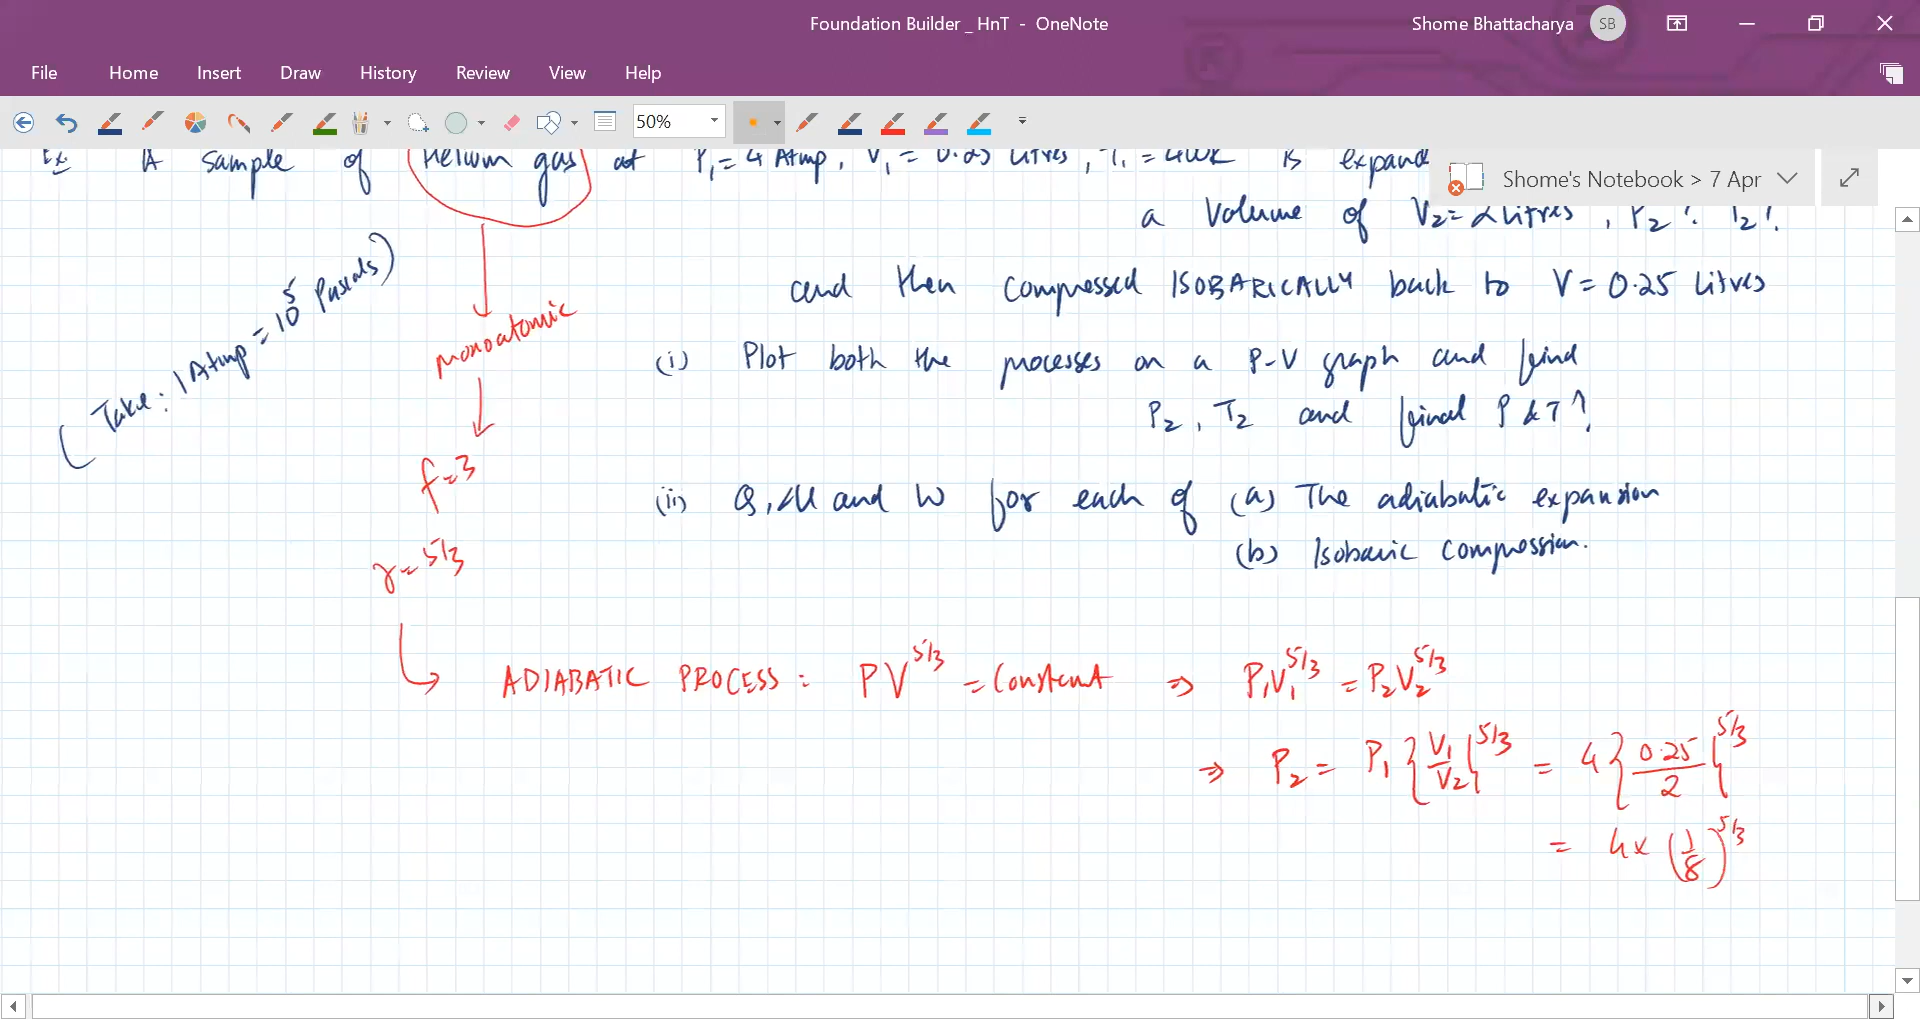 Foundation Builder _ HnT - OneNote
Shome Bhattacharya SB
File Home Insert Draw History Review View Help
50%
Shome's Notebook > 7 Apr
Ex A sample of Helium gas at P₁ = 4 Atmp, V₁ = 0.25 litres, T₁ = 400K is expand
a volume of V₂ = 2 litres, P₂? T₂?
and then compressed ISOBARICALLY back to V = 0.25 litres
(Take: 1 Atmp = 10⁵ Pascals)
monoatomic
(i) Plot both the processes on a P-V graph and find
P₂, T₂ and final P & T?
f = 3
(ii) Q, ΔU and W for each of (a) The adiabatic expansion
(b) Isobaric compression.
γ = 5/3
ADIABATIC PROCESS: PV^5/3 = Constant ⇒ P₁V₁^5/3 = P₂V₂^5/3
⇒ P₂ = P₁ {V₁/V₂}^5/3 = 4 {0.25/2}^5/3
= 4 × (1/8)^5/3